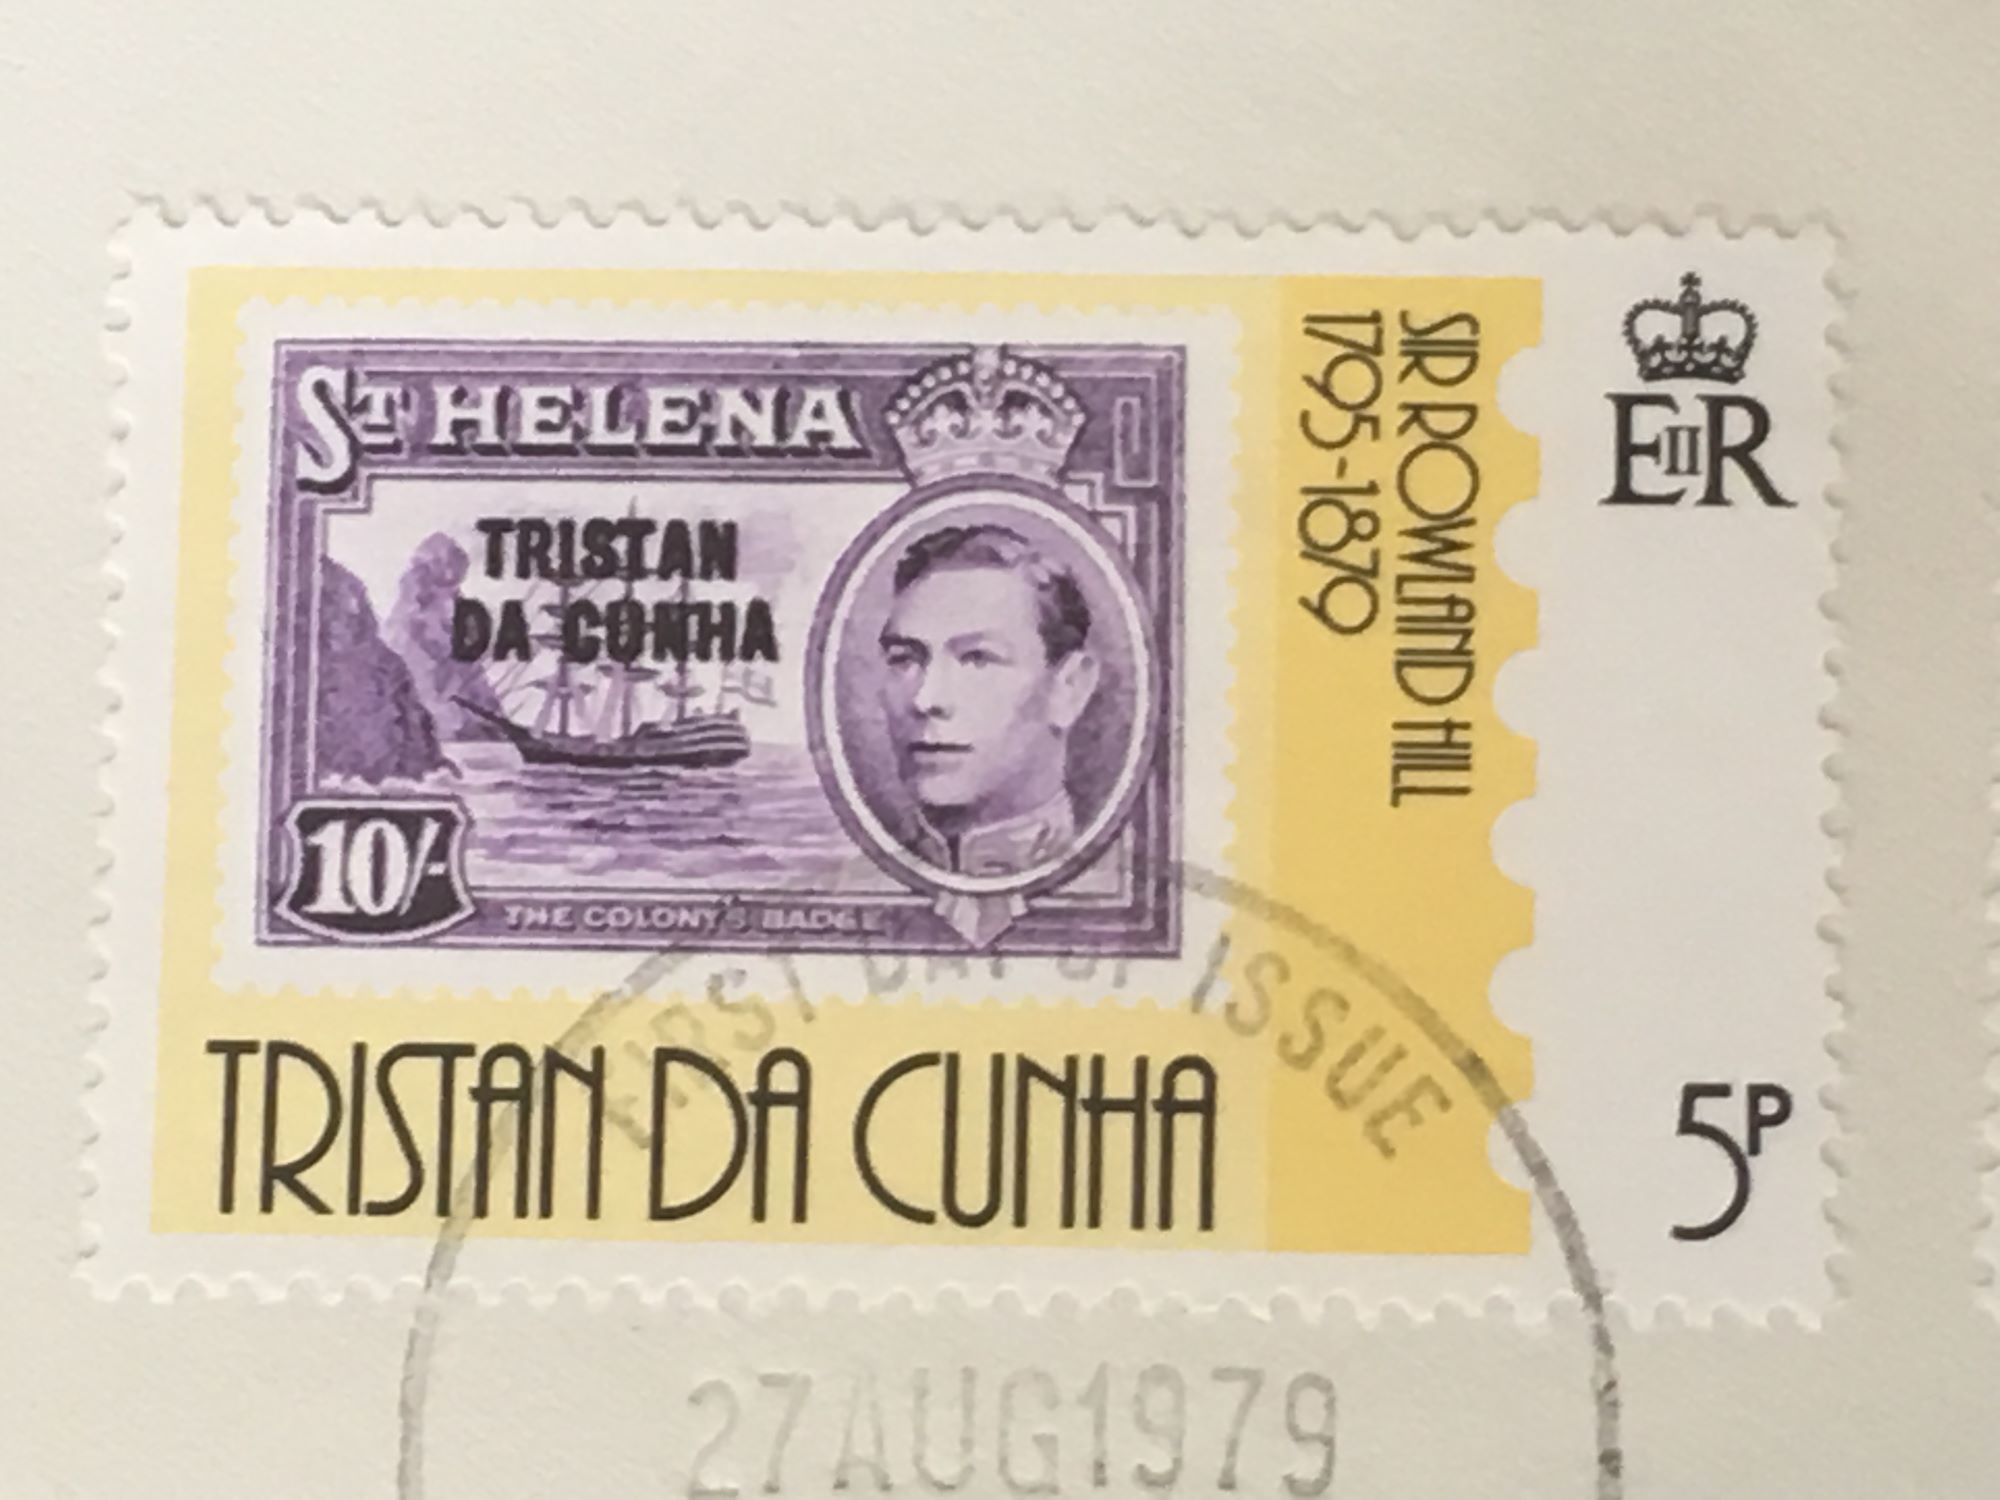 ST HELENA
TRISTAN
DA CUNHA
10/-
THE COLONY'S BADGE
SIR ROWLAND HILL
1795-1879
EIIR
TRISTAN DA CUNHA
5P
FIRST DAY OF ISSUE
27 AUG 1979